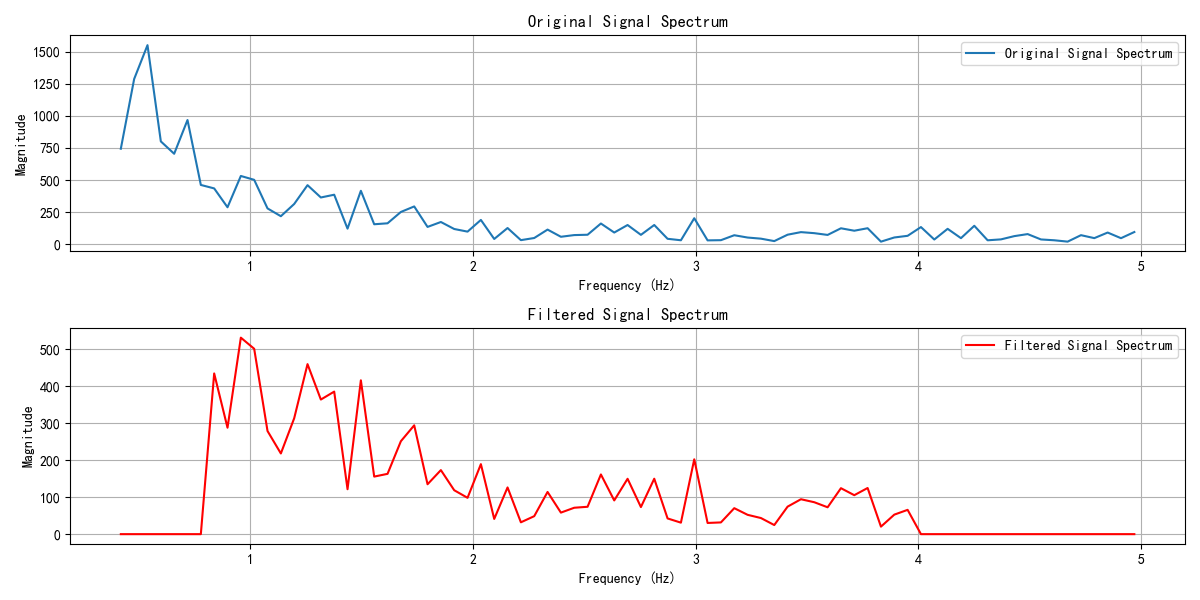 Original Signal Spectrum
1500
1250
1000
750
500
250
0
Magnitude
Original Signal Spectrum
1 2 3 4 5
Frequency (Hz)
Filtered Signal Spectrum
500
400
300
200
100
0
Magnitude
Filtered Signal Spectrum
1 2 3 4 5
Frequency (Hz)